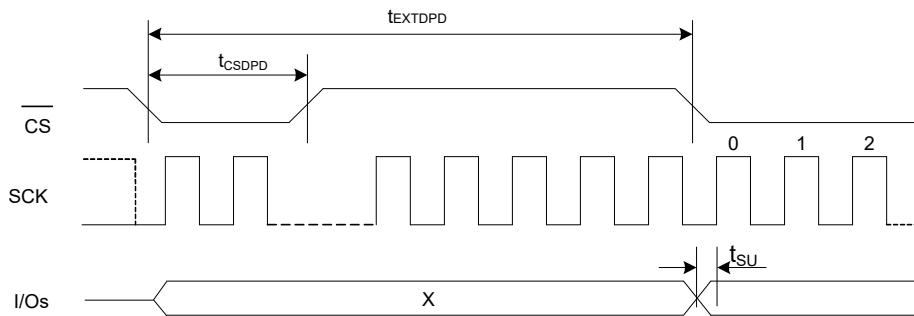 tEXTDPD
tCSDPD
CS
0 1 2
SCK
tSU
I/Os X